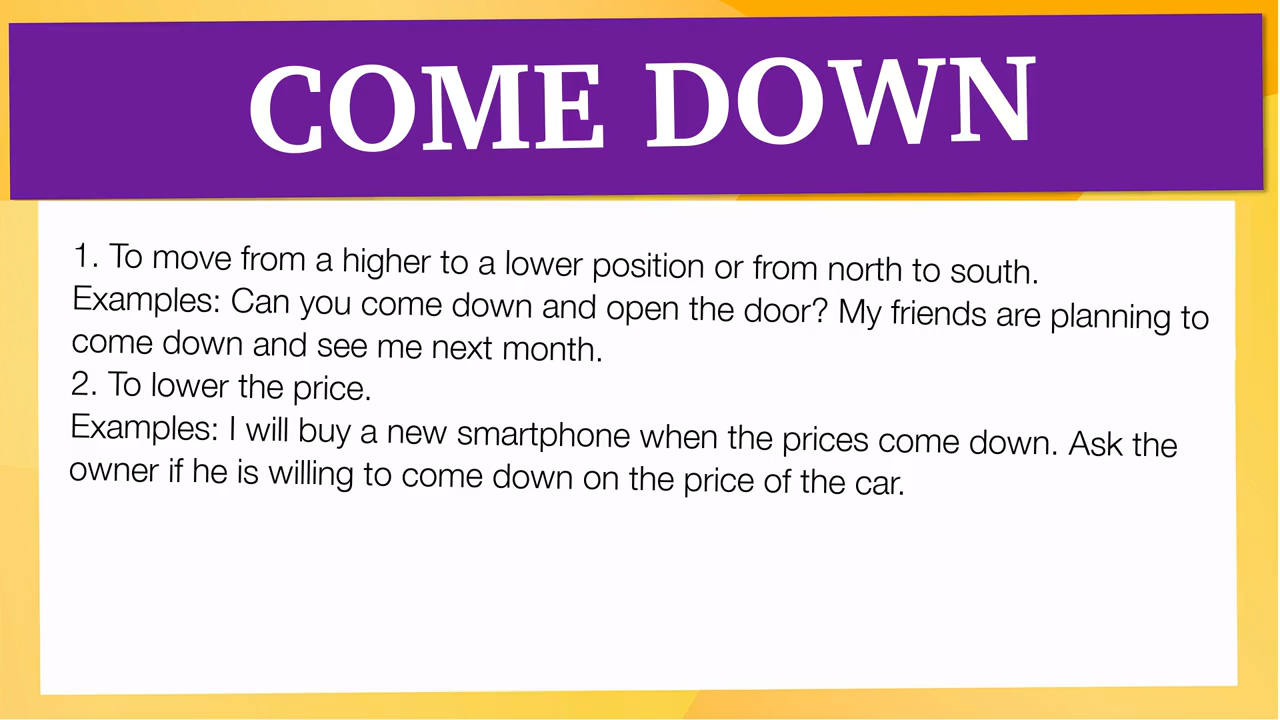 COME DOWN
1. To move from a higher to a lower position or from north to south.
Examples: Can you come down and open the door? My friends are planning to
come down and see me next month.
2. To lower the price.
Examples: I will buy a new smartphone when the prices come down. Ask the
owner if he is willing to come down on the price of the car.